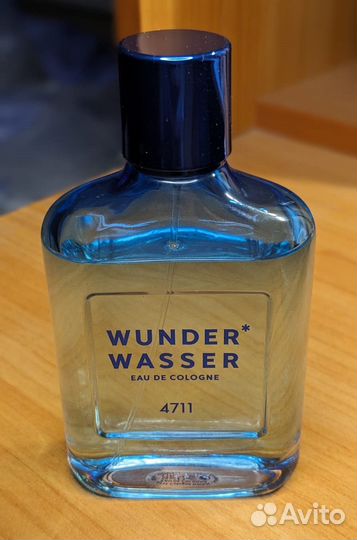 WUNDER*
WASSER
EAU DE COLOGNE
4711
Avito